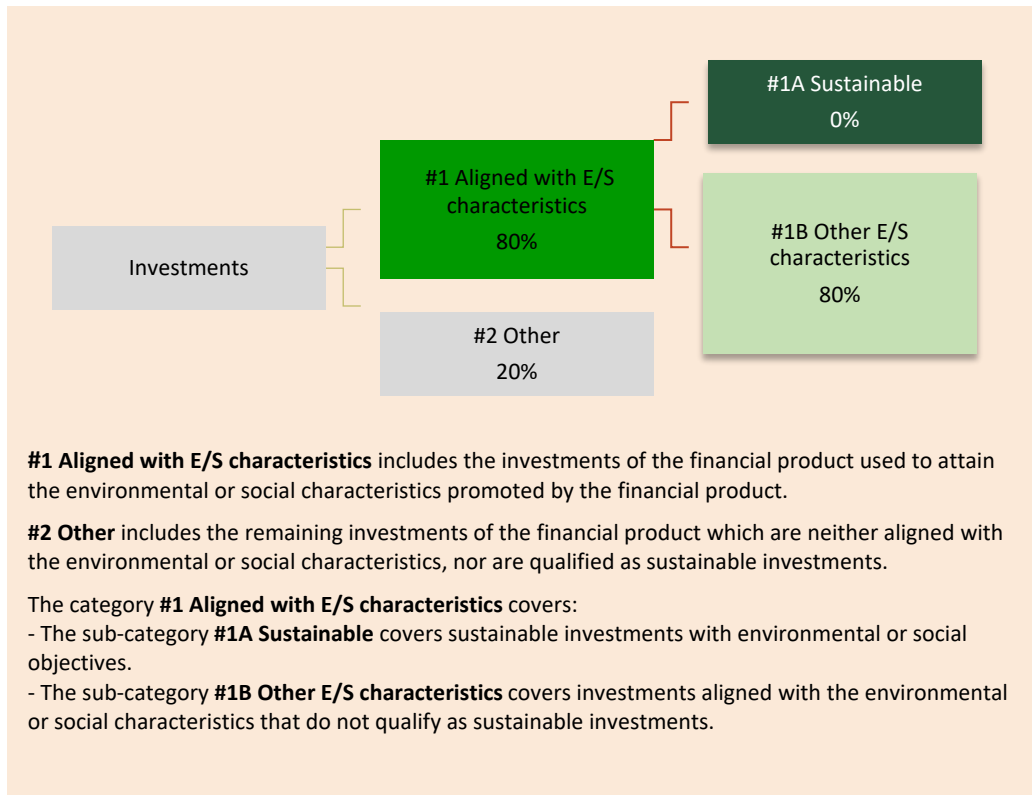 #1A Sustainable
0%
#1 Aligned with E/S
characteristics
80%
#1B Other E/S
characteristics
80%
Investments
#2 Other
20%
#1 Aligned with E/S characteristics includes the investments of the financial product used to attain
the environmental or social characteristics promoted by the financial product.
#2 Other includes the remaining investments of the financial product which are neither aligned with
the environmental or social characteristics, nor are qualified as sustainable investments.
The category #1 Aligned with E/S characteristics covers:
- The sub-category #1A Sustainable covers sustainable investments with environmental or social
objectives.
- The sub-category #1B Other E/S characteristics covers investments aligned with the environmental
or social characteristics that do not qualify as sustainable investments.